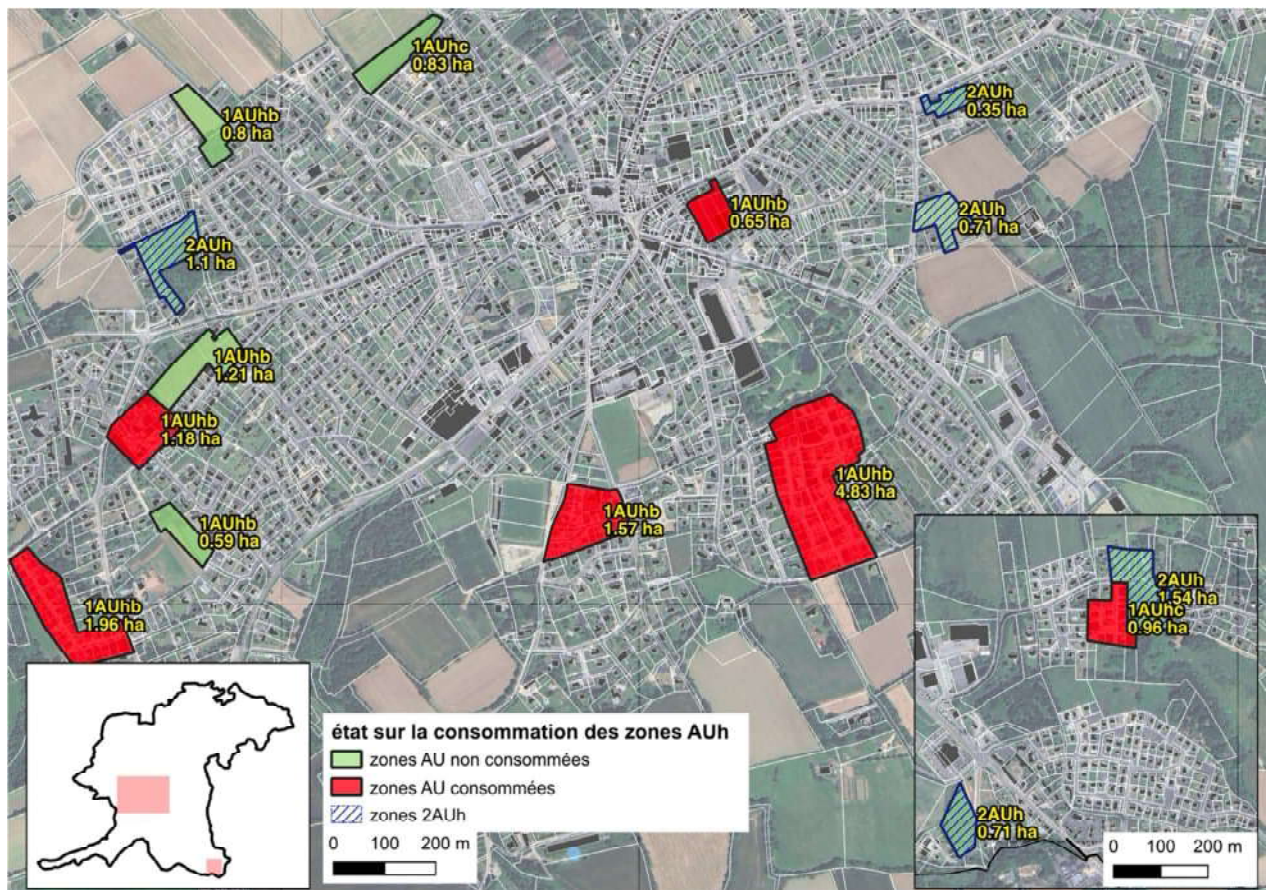 1AUhc
0.83 ha
1AUhb
0.8 ha
2AUh
0.35 ha
1AUhb
0.65 ha
2AUh
0.71 ha
2AUh
1.1 ha
1AUhb
1.21 ha
1AUhb
1.18 ha
1AUhb
4.83 ha
1AUhb
1.57 ha
1AUhb
0.59 ha
1AUhb
1.96 ha
2AUh
1.54 ha
1AUhc
0.96 ha
2AUh
0.71 ha
état sur la consommation des zones AUh
zones AU non consommées
zones AU consommées
zones 2AUh
0 100 200 m
0 100 200 m